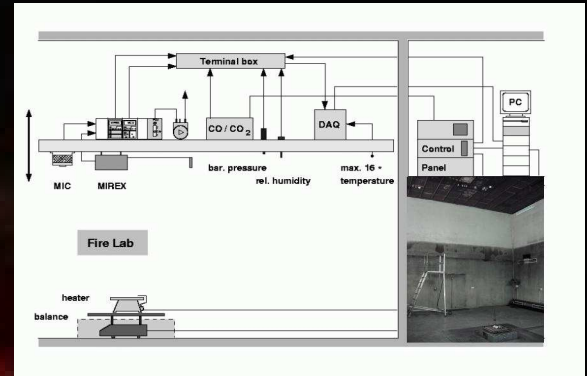 Terminal box
PC
CO / CO2
DAQ
Control
Panel
MIC
MIREX
bar. pressure
rel. humidity
max. 16 *
temperature
Fire Lab
heater
balance